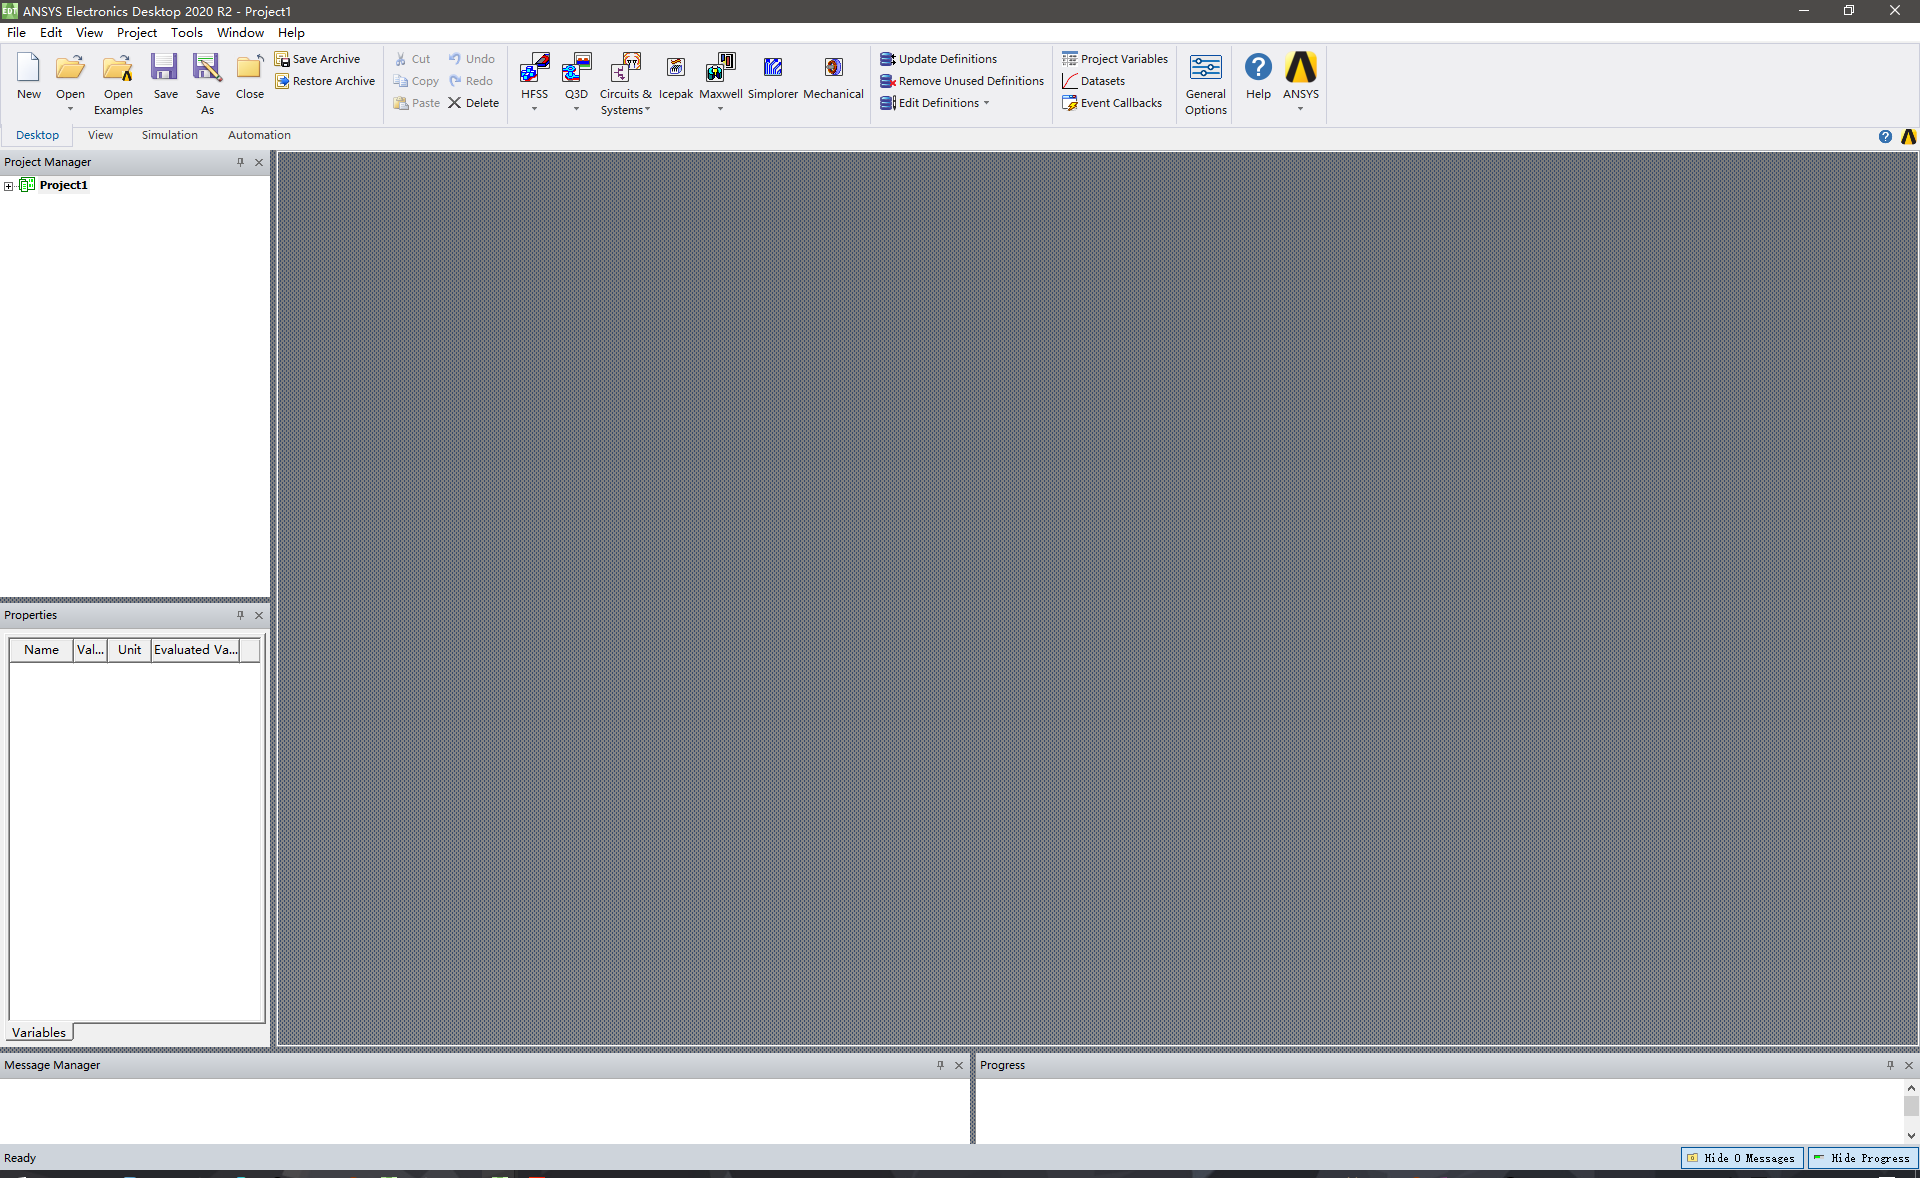 ANSYS Electronics Desktop 2020 R2 - Project1
File Edit View Project Tools Window Help
New
Open
Open Examples
Save
Save As
Close
Save Archive
Restore Archive
Cut
Copy
Paste
Undo
Redo
Delete
HFSS
Q3D
Circuits & Systems
Icepak
Maxwell
Simplorer
Mechanical
Update Definitions
Remove Unused Definitions
Edit Definitions
Project Variables
Datasets
Event Callbacks
General Options
Help
ANSYS
Desktop View Simulation Automation
Project Manager
Project1
Properties
Name Val... Unit Evaluated Va...
Variables
Message Manager
Progress
Ready
Hide 0 Messages
Hide Progress